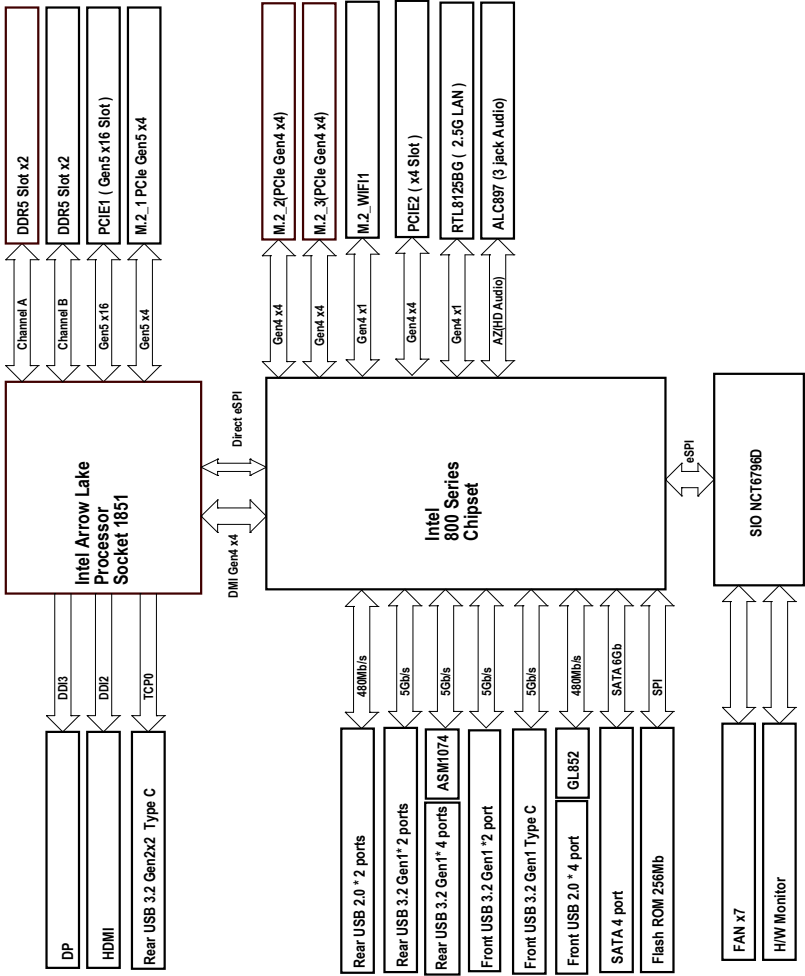 DDR5 Slot x2
DDR5 Slot x2
PCIE1 ( Gen5 x16 Slot )
M.2_1 PCIe Gen5 x4
Channel A
Channel B
Gen5 x16
Gen5 x4
Intel Arrow Lake
Processor
Socket 1851
DDI3
DDI2
TCP0
DP
HDMI
Rear USB 3.2 Gen2x2 Type C
DMI Gen4 x4
Direct eSPI
M.2_2(PCIe Gen4 x4)
M.2_3(PCIe Gen4 x4)
M.2_WIFI1
PCIE2 ( x4 Slot )
RTL8125BG ( 2.5G LAN )
ALC897 (3 jack Audio)
Gen4 x4
Gen4 x4
Gen4 x1
Gen4 x4
Gen4 x1
AZ(HD Audio)
Intel
800 Series
Chipset
480Mb/s
5Gb/s
5Gb/s
5Gb/s
5Gb/s
480Mb/s
SATA 6Gb
SPI
Rear USB 2.0 * 2 ports
Rear USB 3.2 Gen1* 2 ports
Rear USB 3.2 Gen1* 4 ports
ASM1074
Front USB 3.2 Gen1 *2 port
Front USB 3.2 Gen1 Type C
Front USB 2.0 * 4 port
GL852
SATA 4 port
Flash ROM 256Mb
eSPI
SIO NCT6796D
FAN x7
H/W Monitor